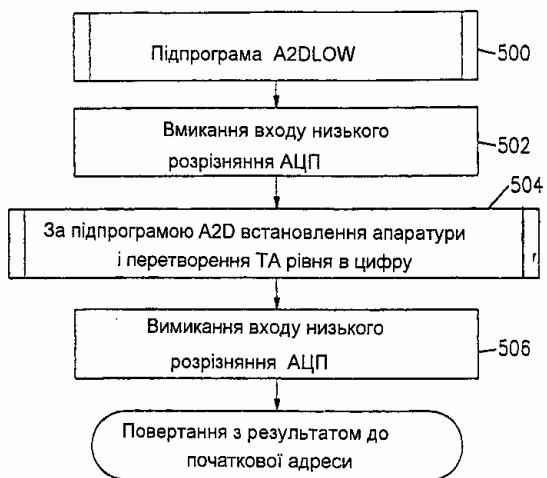 Підпрограма A2DLOW
500
Вмикання входу низького
розрізняння АЦП
502
504
За підпрограмою A2D встановлення апаратури
і перетворення ТА рівня в цифру
Вимикання входу низького
розрізняння АЦП
506
Повертання з результатом до
початкової адреси